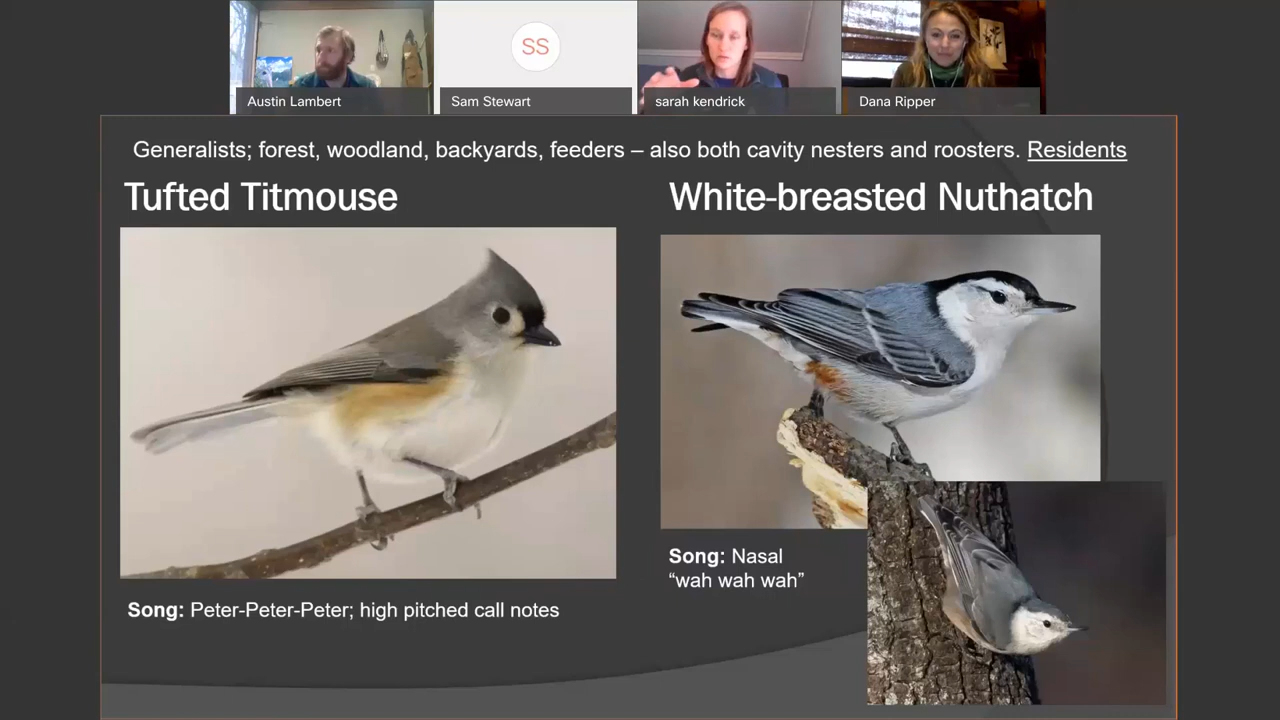 SS
Austin Lambert
Sam Stewart
sarah kendrick
Dana Ripper
Generalists; forest, woodland, backyards, feeders – also both cavity nesters and roosters. Residents
Tufted Titmouse
White-breasted Nuthatch
Song: Nasal
“wah wah wah”
Song: Peter-Peter-Peter; high pitched call notes